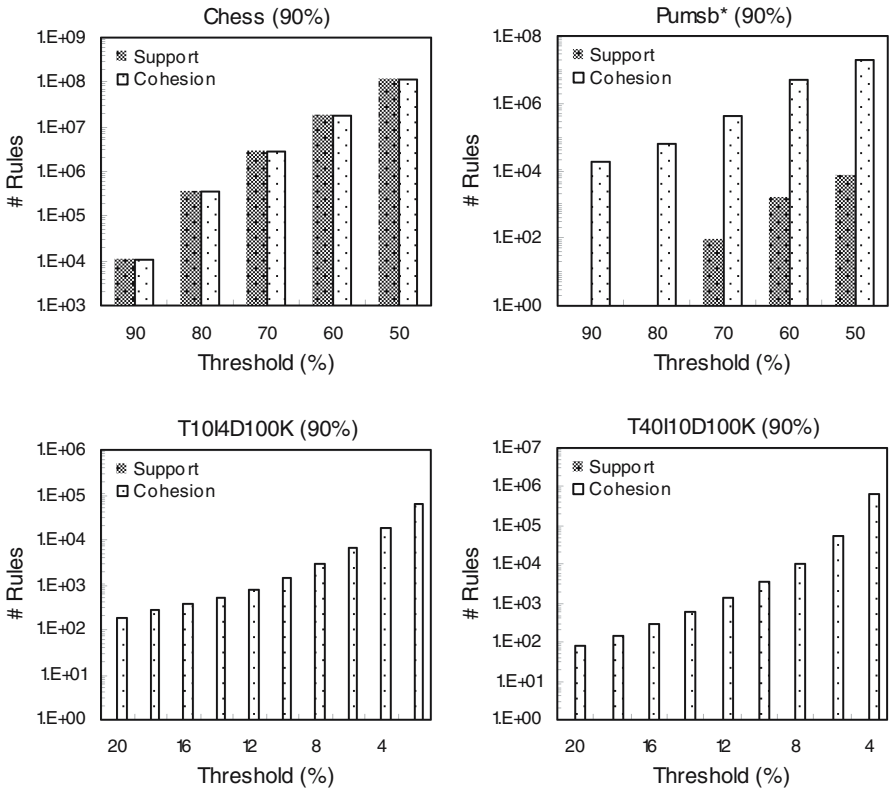 Chess (90%)
1.E+09
1.E+08
1.E+07
1.E+06
1.E+05
1.E+04
1.E+03
# Rules
Support
Cohesion
90 80 70 60 50
Threshold (%)
Pumsb* (90%)
1.E+08
1.E+06
1.E+04
1.E+02
1.E+00
# Rules
Support
Cohesion
90 80 70 60 50
Threshold (%)
T10I4D100K (90%)
1.E+06
1.E+05
1.E+04
1.E+03
1.E+02
1.E+01
1.E+00
# Rules
Support
Cohesion
20 16 12 8 4
Threshold (%)
T40I10D100K (90%)
1.E+07
1.E+06
1.E+05
1.E+04
1.E+03
1.E+02
1.E+01
1.E+00
# Rules
Support
Cohesion
20 16 12 8 4
Threshold (%)